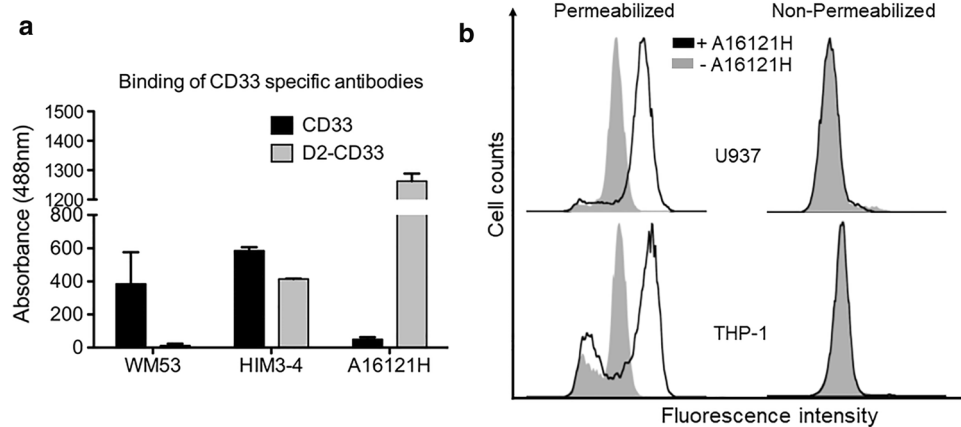 a
Binding of CD33 specific antibodies
Absorbance (488nm)
1500
1400
1300
1200
800
600
400
200
0
CD33
D2-CD33
WM53
HIM3-4
A16121H
b
Permeabilized
Non-Permeabilized
+ A16121H
- A16121H
Cell counts
U937
THP-1
Fluorescence intensity